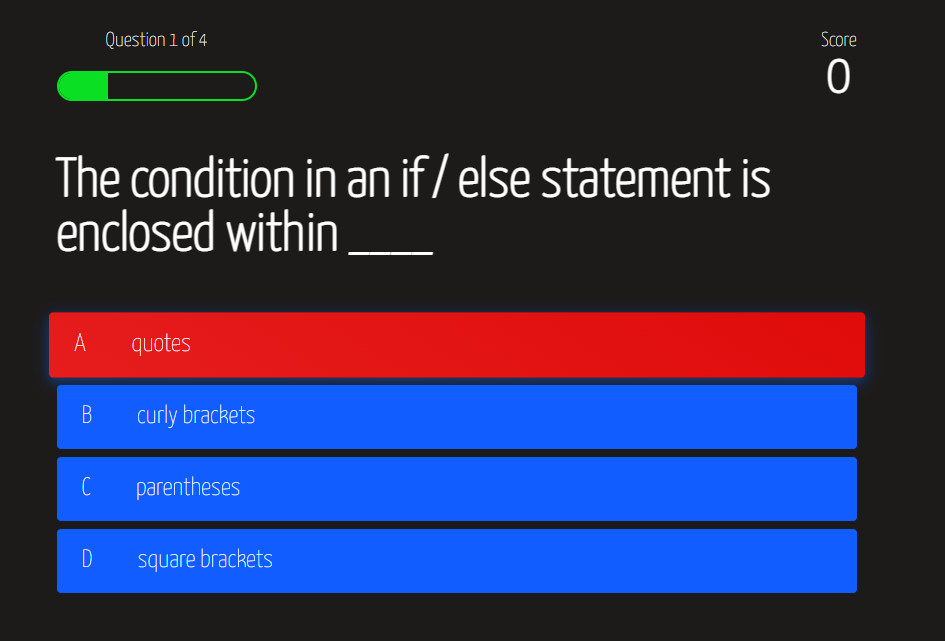 Question 1 of 4
Score
0
The condition in an if / else statement is
enclosed within ____
A quotes
B curly brackets
C parentheses
D square brackets